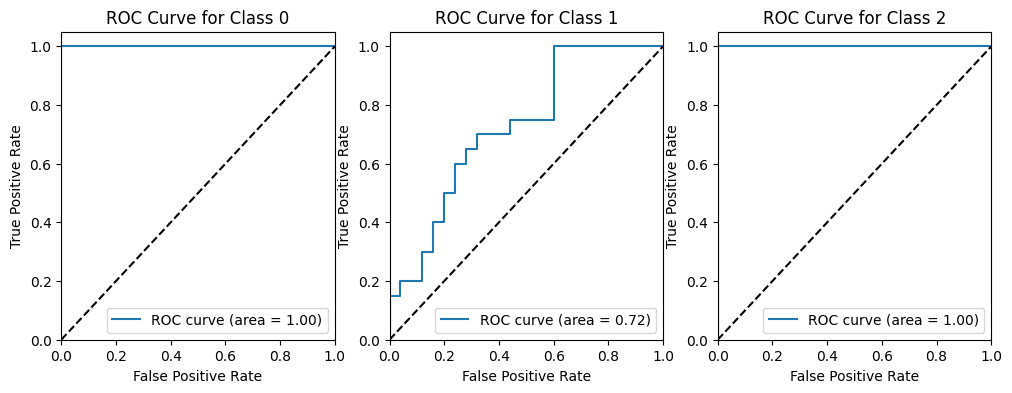 ROC Curve for Class 0
1.0
0.8
0.6
0.4
0.2
0.0
True Positive Rate
ROC curve (area = 1.00)
0.0 0.2 0.4 0.6 0.8 1.0
False Positive Rate
ROC Curve for Class 1
1.0
0.8
0.6
0.4
0.2
0.0
True Positive Rate
ROC curve (area = 0.72)
0.0 0.2 0.4 0.6 0.8 1.0
False Positive Rate
ROC Curve for Class 2
1.0
0.8
0.6
0.4
0.2
0.0
True Positive Rate
ROC curve (area = 1.00)
0.0 0.2 0.4 0.6 0.8 1.0
False Positive Rate